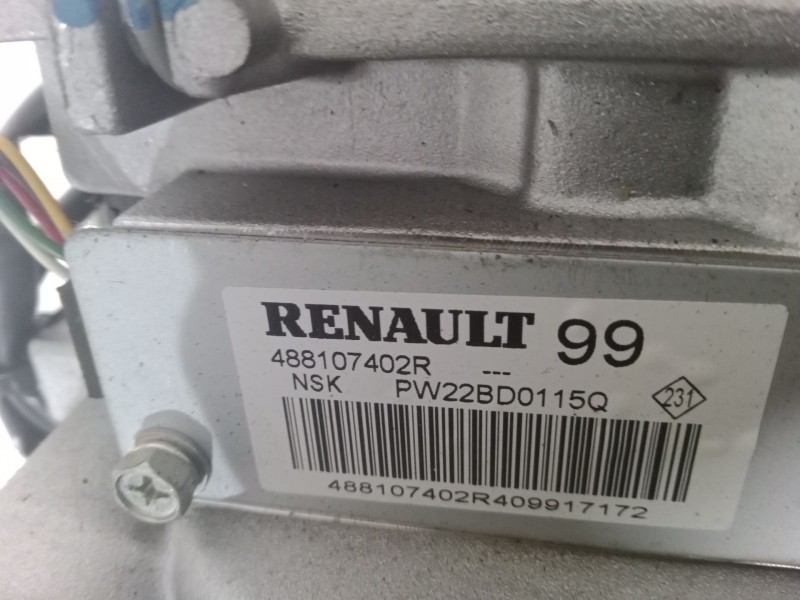 RENAULT 99
488107402R ---
NSK PW22BD0115Q 231
488107402R409917172